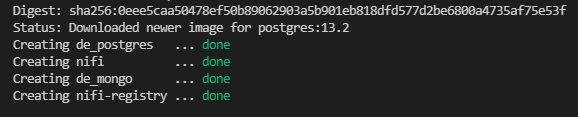 Digest: sha256:0eee5caa50478ef50b89062903a5b901eb818dfd577d2be6800a4735af75e53f
Status: Downloaded newer image for postgres:13.2
Creating de_postgres   ... done
Creating nifi          ... done
Creating de_mongo      ... done
Creating nifi-registry ... done